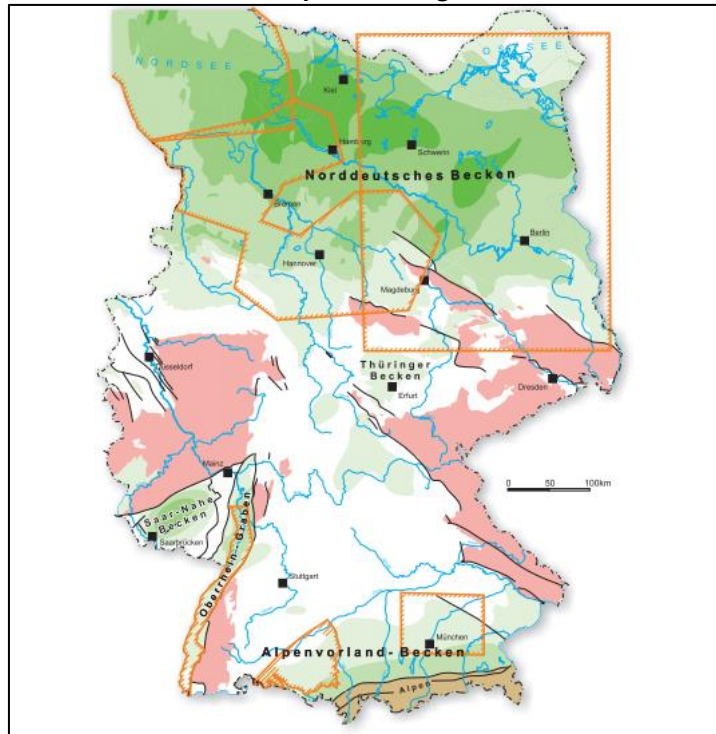 NORDSEE
OSTSEE
Kiel
Hamburg
Schwerin
Norddeutsches Becken
Bremen
Berlin
Hannover
Magdeburg
Düsseldorf
Thüringer
Becken
Erfurt
Dresden
Mainz
0 50 100km
Saar-Nahe
Becken
Saarbrücken
Oberrhein-Graben
Stuttgart
München
Alpenvorland-Becken
Alpen